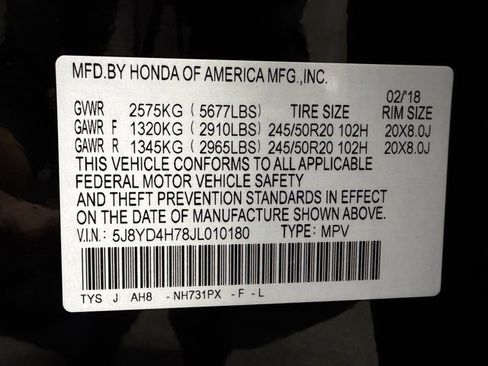 MFD.BY HONDA OF AMERICA MFG.,INC.
02/'18
GVWR 2575KG (5677LBS) TIRE SIZE RIM SIZE
GAWR F 1320KG (2910LBS) 245/50R20 102H 20X8.0J
GAWR R 1345KG (2965LBS) 245/50R20 102H 20X8.0J
THIS VEHICLE CONFORMS TO ALL APPLICABLE
FEDERAL MOTOR VEHICLE SAFETY
AND THEFT PREVENTION STANDARDS IN EFFECT
ON THE DATE OF MANUFACTURE SHOWN ABOVE.
V.I.N: 5J8YD4H78JL010180 TYPE: MPV
TYS J AH8 -NH731PX -F -L